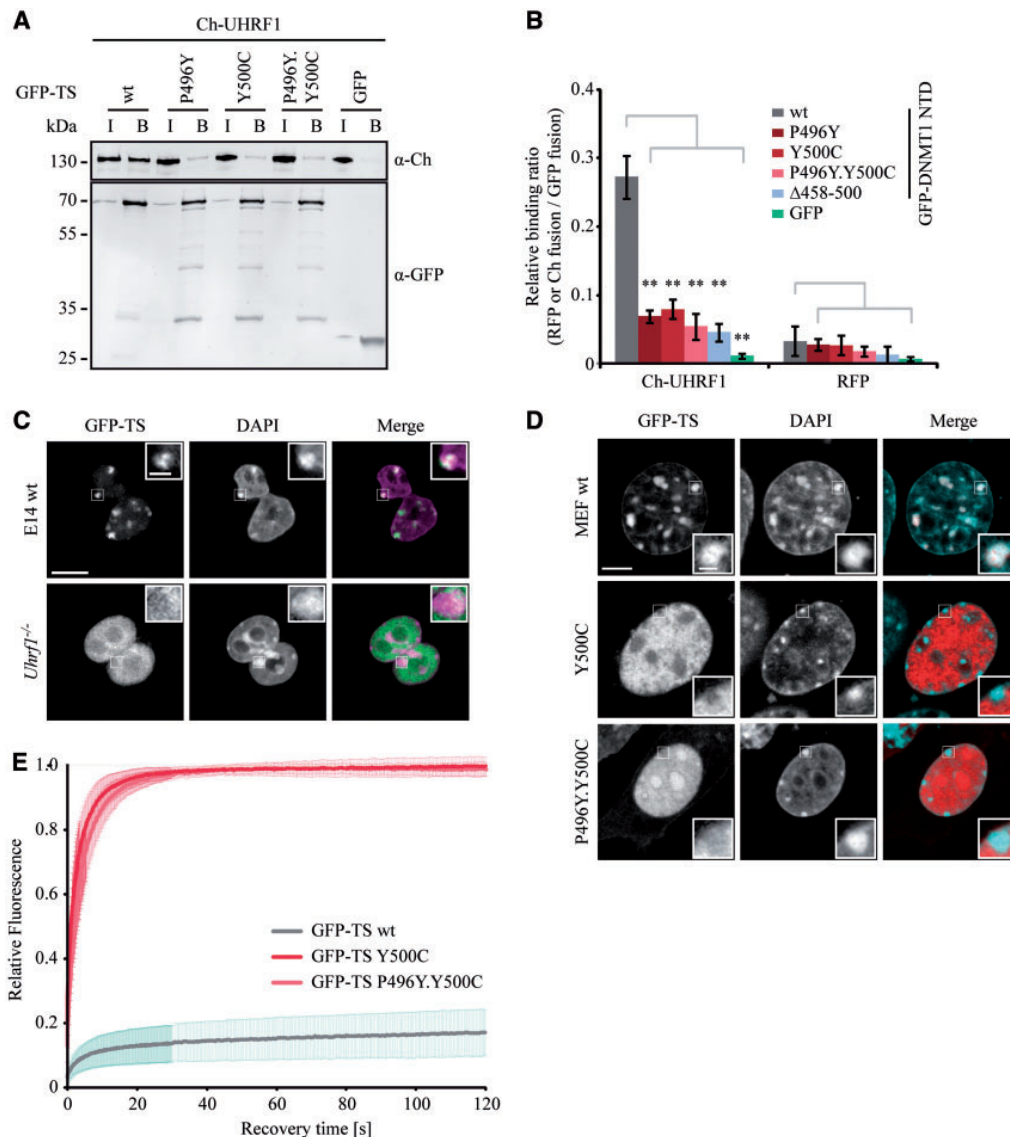 A
Ch-UHRF1
GFP-TS
wt
P496Y
Y500C
P496Y.
Y500C
GFP
kDa
I B I B I B I B I B
130
α-Ch
70
55
35
25
α-GFP
B
Relative binding ratio
(RFP or Ch fusion / GFP fusion)
0.4
0.3
0.2
0.1
0
wt
P496Y
Y500C
P496Y.Y500C
Δ458-500
GFP
GFP-DNMT1 NTD
** ** ** ** **
Ch-UHRF1
RFP
C
GFP-TS DAPI Merge
E14 wt
Uhrf1-/-
D
GFP-TS DAPI Merge
MEF wt
Y500C
P496Y.Y500C
E
Relative Fluorescence
1.0
0.8
0.6
0.4
0.2
0
GFP-TS wt
GFP-TS Y500C
GFP-TS P496Y.Y500C
0 20 40 60 80 100 120
Recovery time [s]